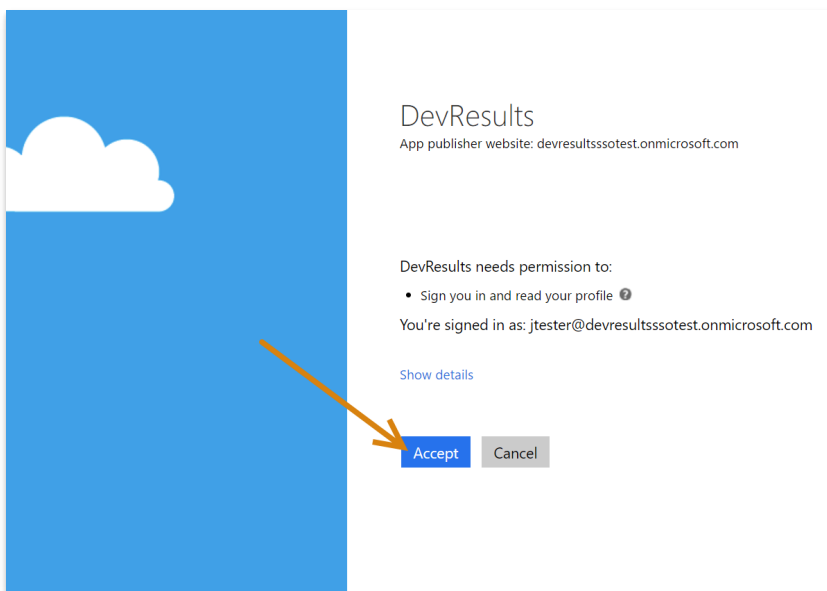 DevResults
App publisher website: devresultsssotest.onmicrosoft.com
DevResults needs permission to:
• Sign you in and read your profile ?
You're signed in as: jtester@devresultsssotest.onmicrosoft.com
Show details
Accept Cancel